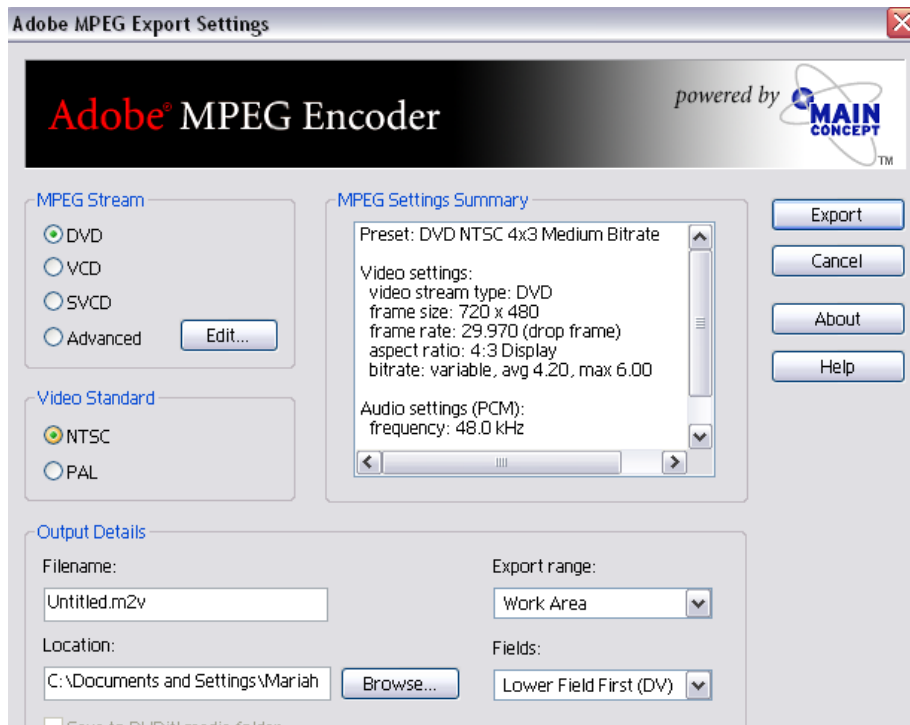 Adobe MPEG Export Settings
Adobe® MPEG Encoder
powered by
MAIN
CONCEPT
TM
MPEG Stream
DVD
VCD
SVCD
Advanced
Edit...
Video Standard
NTSC
PAL
MPEG Settings Summary
Preset: DVD NTSC 4x3 Medium Bitrate
Video settings:
video stream type: DVD
frame size: 720 x 480
frame rate: 29.970 (drop frame)
aspect ratio: 4:3 Display
bitrate: variable, avg 4.20, max 6.00
Audio settings (PCM):
frequency: 48.0 kHz
Export
Cancel
About
Help
Output Details
Filename:
Untitled.m2v
Location:
C:\Documents and Settings\Mariah
Browse...
Export range:
Work Area
Fields:
Lower Field First (DV)